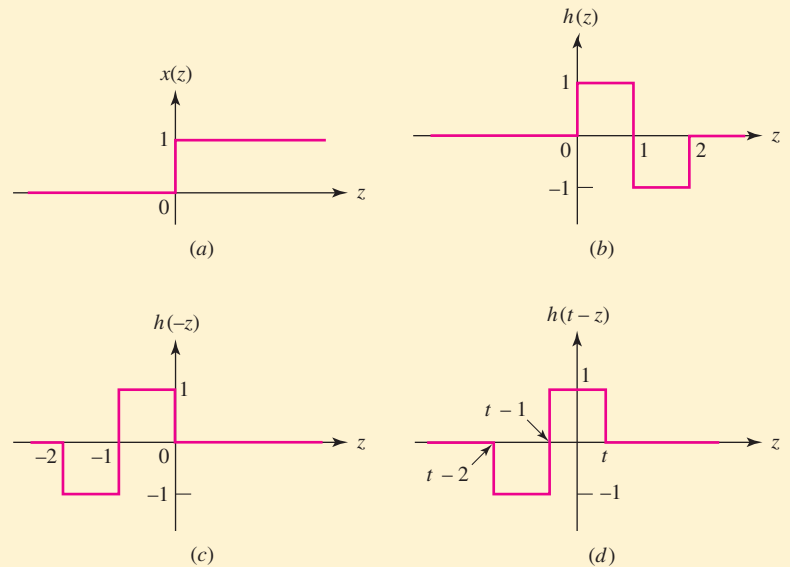 x(z)
1
0
z
(a)
h(z)
1
0
1
2
z
–1
(b)
h(–z)
1
–2
–1
0
z
–1
(c)
h(t – z)
1
t – 1
z
t
t – 2
–1
(d)